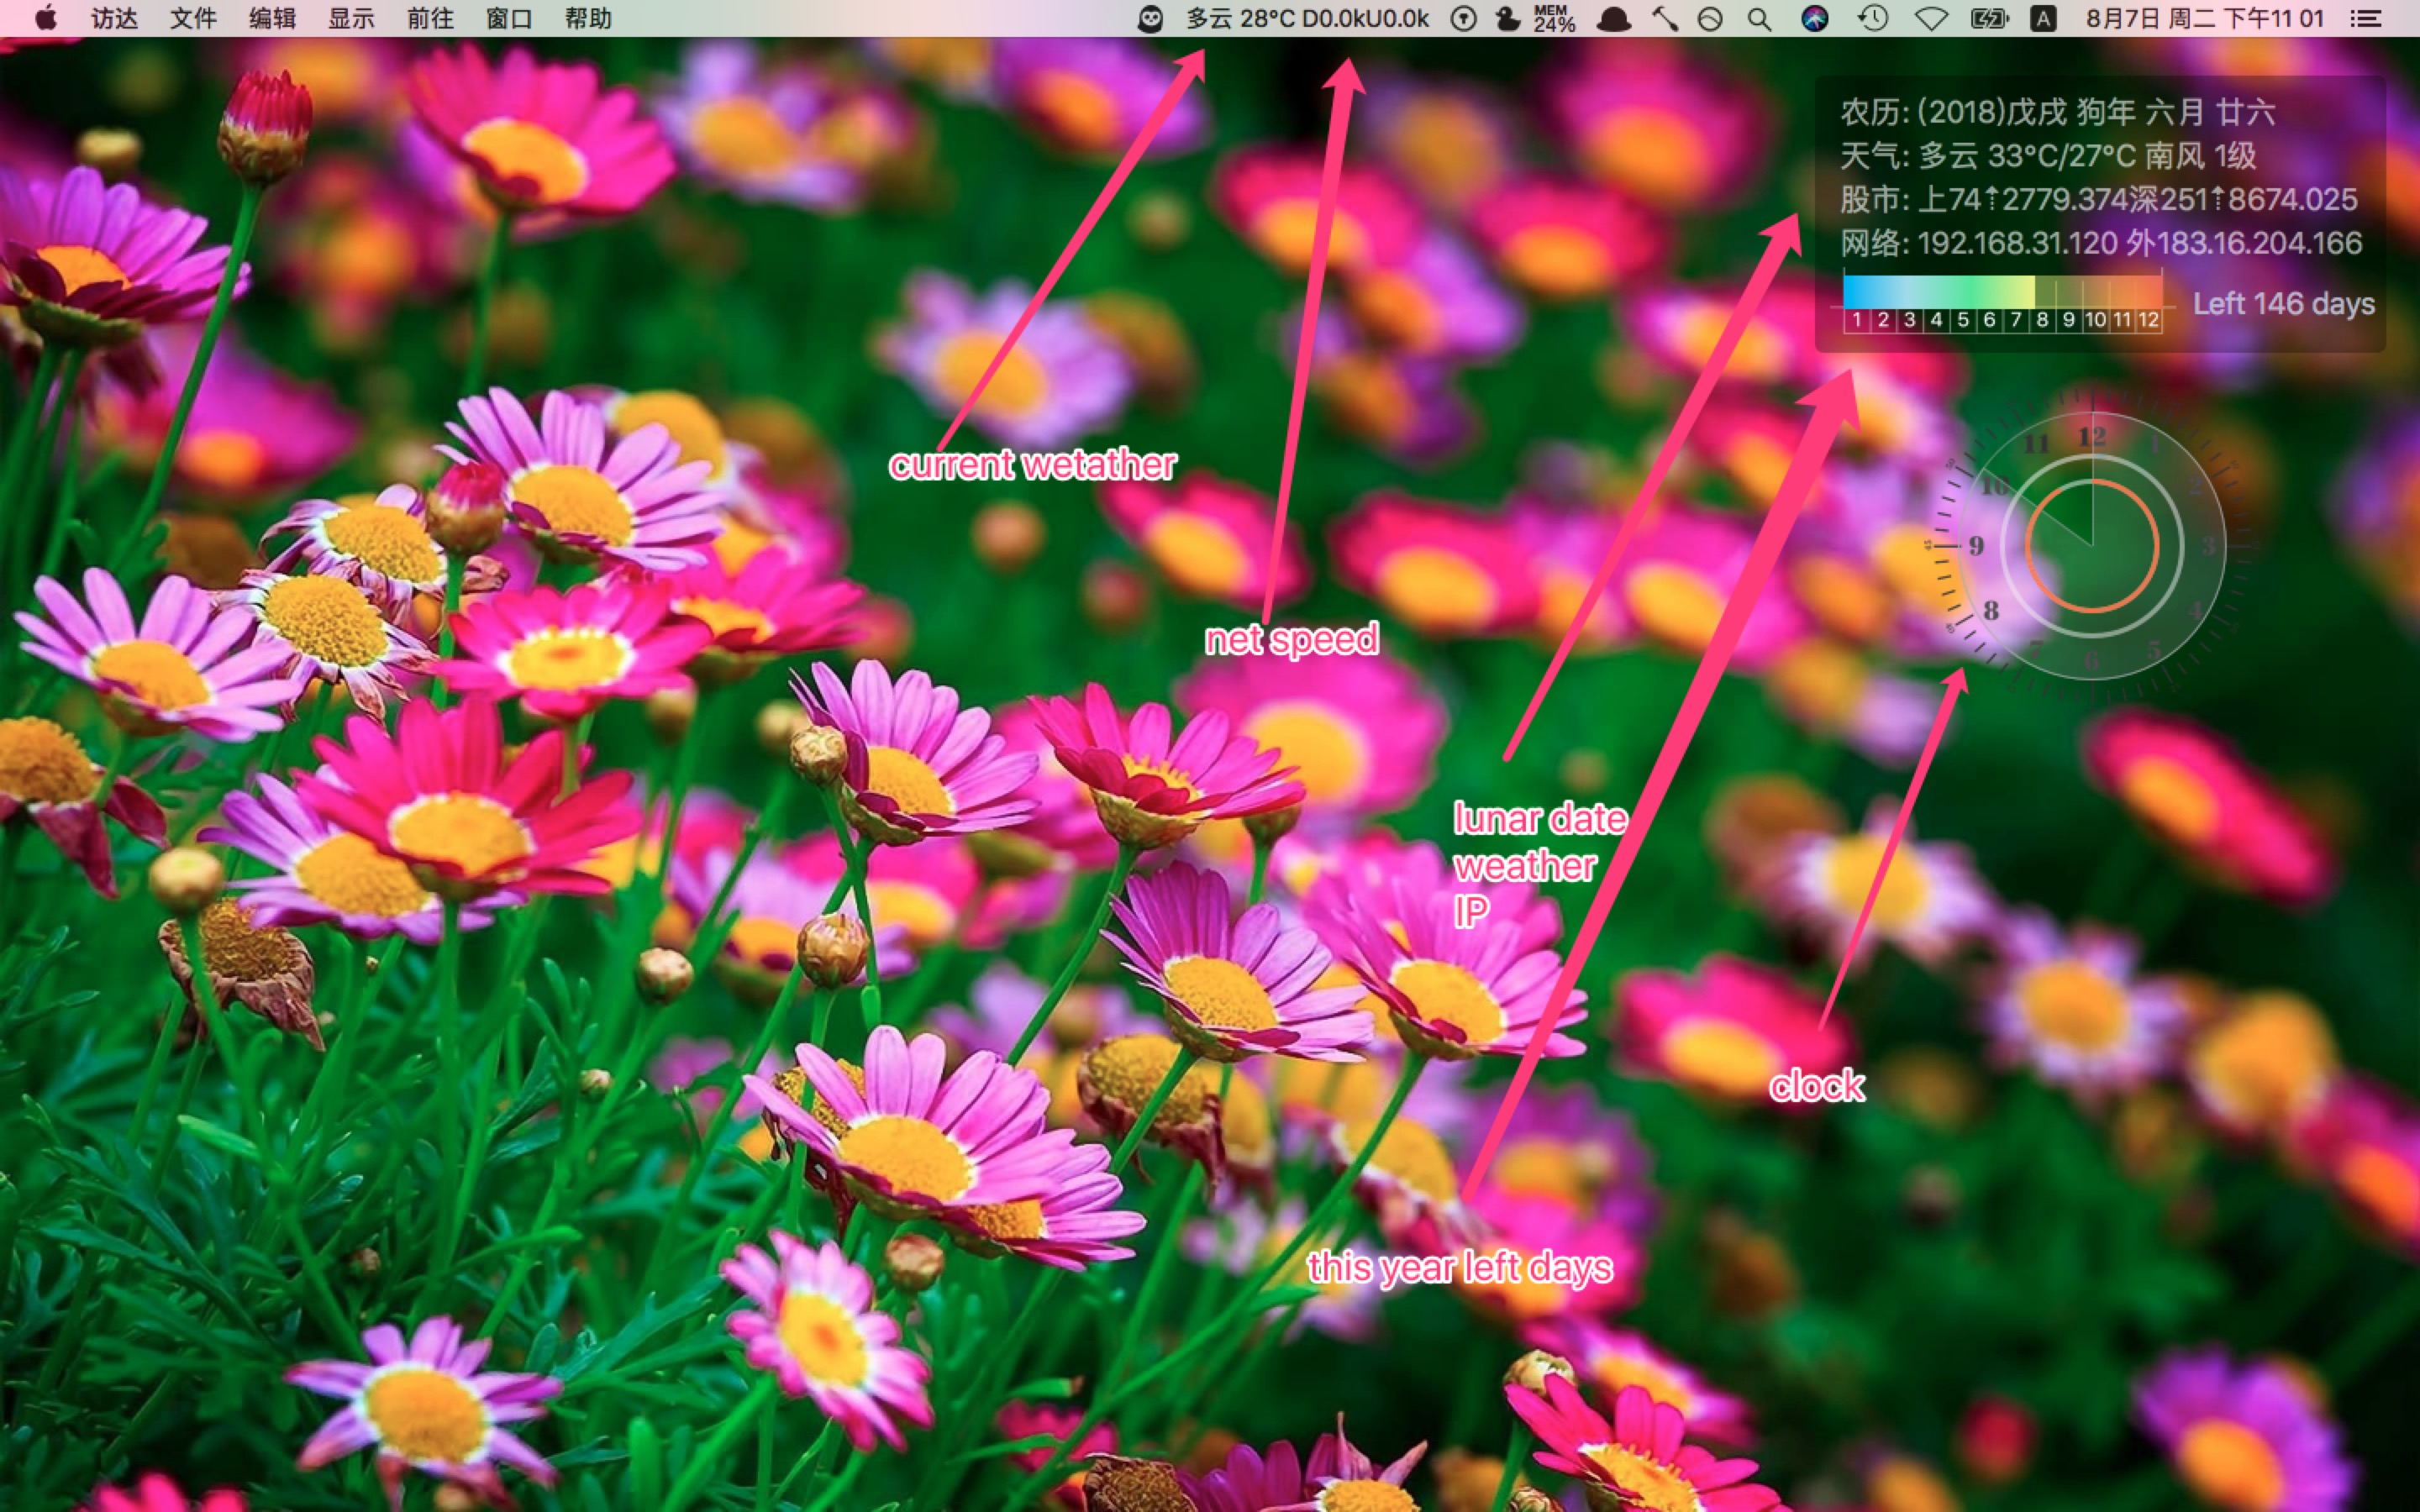 访达 文件 编辑 显示 前往 窗口 帮助 多云 28°C D0.0kU0.0k MEM 24% A 8月7日 周二 下午11 01
农历: (2018)戊戌 狗年 六月 廿六
天气: 多云 33°C/27°C 南风 1级
股市: 上74⇡2779.374深251⇡8674.025
网络: 192.168.31.120 外183.16.204.166
Left 146 days
1 2 3 4 5 6 7 8 9 10 11 12
12 1 2 3 4 5 6 7 8 9 10 11
current wetather
net speed
lunar date
weather
IP
clock
this year left days